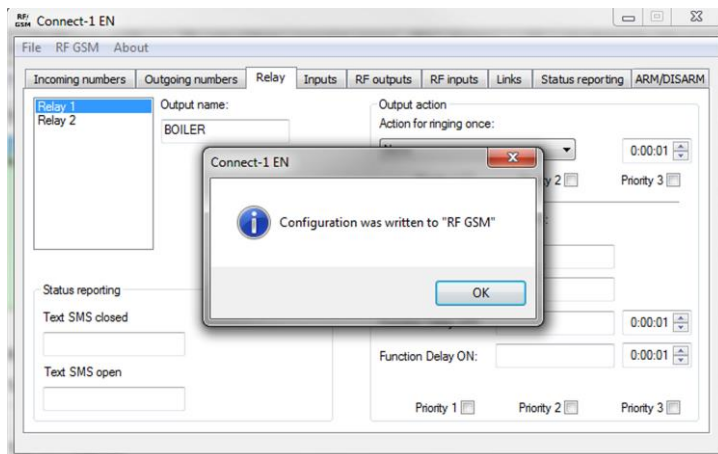 RF/
GSM Connect-1 EN
File RF GSM About
Incoming numbers Outgoing numbers Relay Inputs RF outputs RF inputs Links Status reporting ARM/DISARM
Relay 1
Relay 2
Output name:
BOILER
Output action
Action for ringing once:
0:00:01
Priority 3
Connect-1 EN
Configuration was written to "RF GSM"
OK
Status reporting
Text SMS closed
Text SMS open
0:00:01
Function Delay ON:
0:00:01
Priority 1 Priority 2 Priority 3